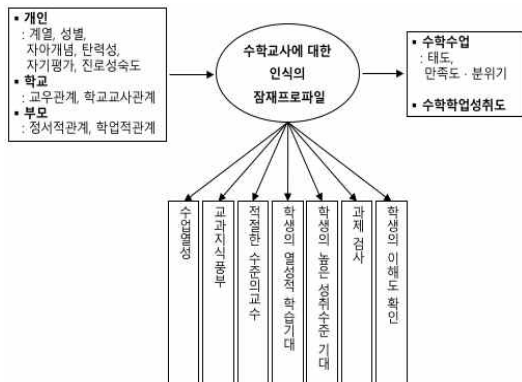 ▪ 개인
: 계열, 성별,
자아개념, 탄력성,
자기평가, 진로성숙도
▪ 학교
: 교우관계, 학교교사관계
▪ 부모
: 정서적관계, 학업적관계
수학교사에 대한
인식의
잠재프로파일
▪ 수학수업
: 태도,
만족도 · 분위기
▪ 수학학업성취도
수업열성
교과지식풍부
적절한 수준의교수
학생의 열성적 학습기대
학생의 높은 성취수준 기대
과제 검사
학생의 이해도 확인